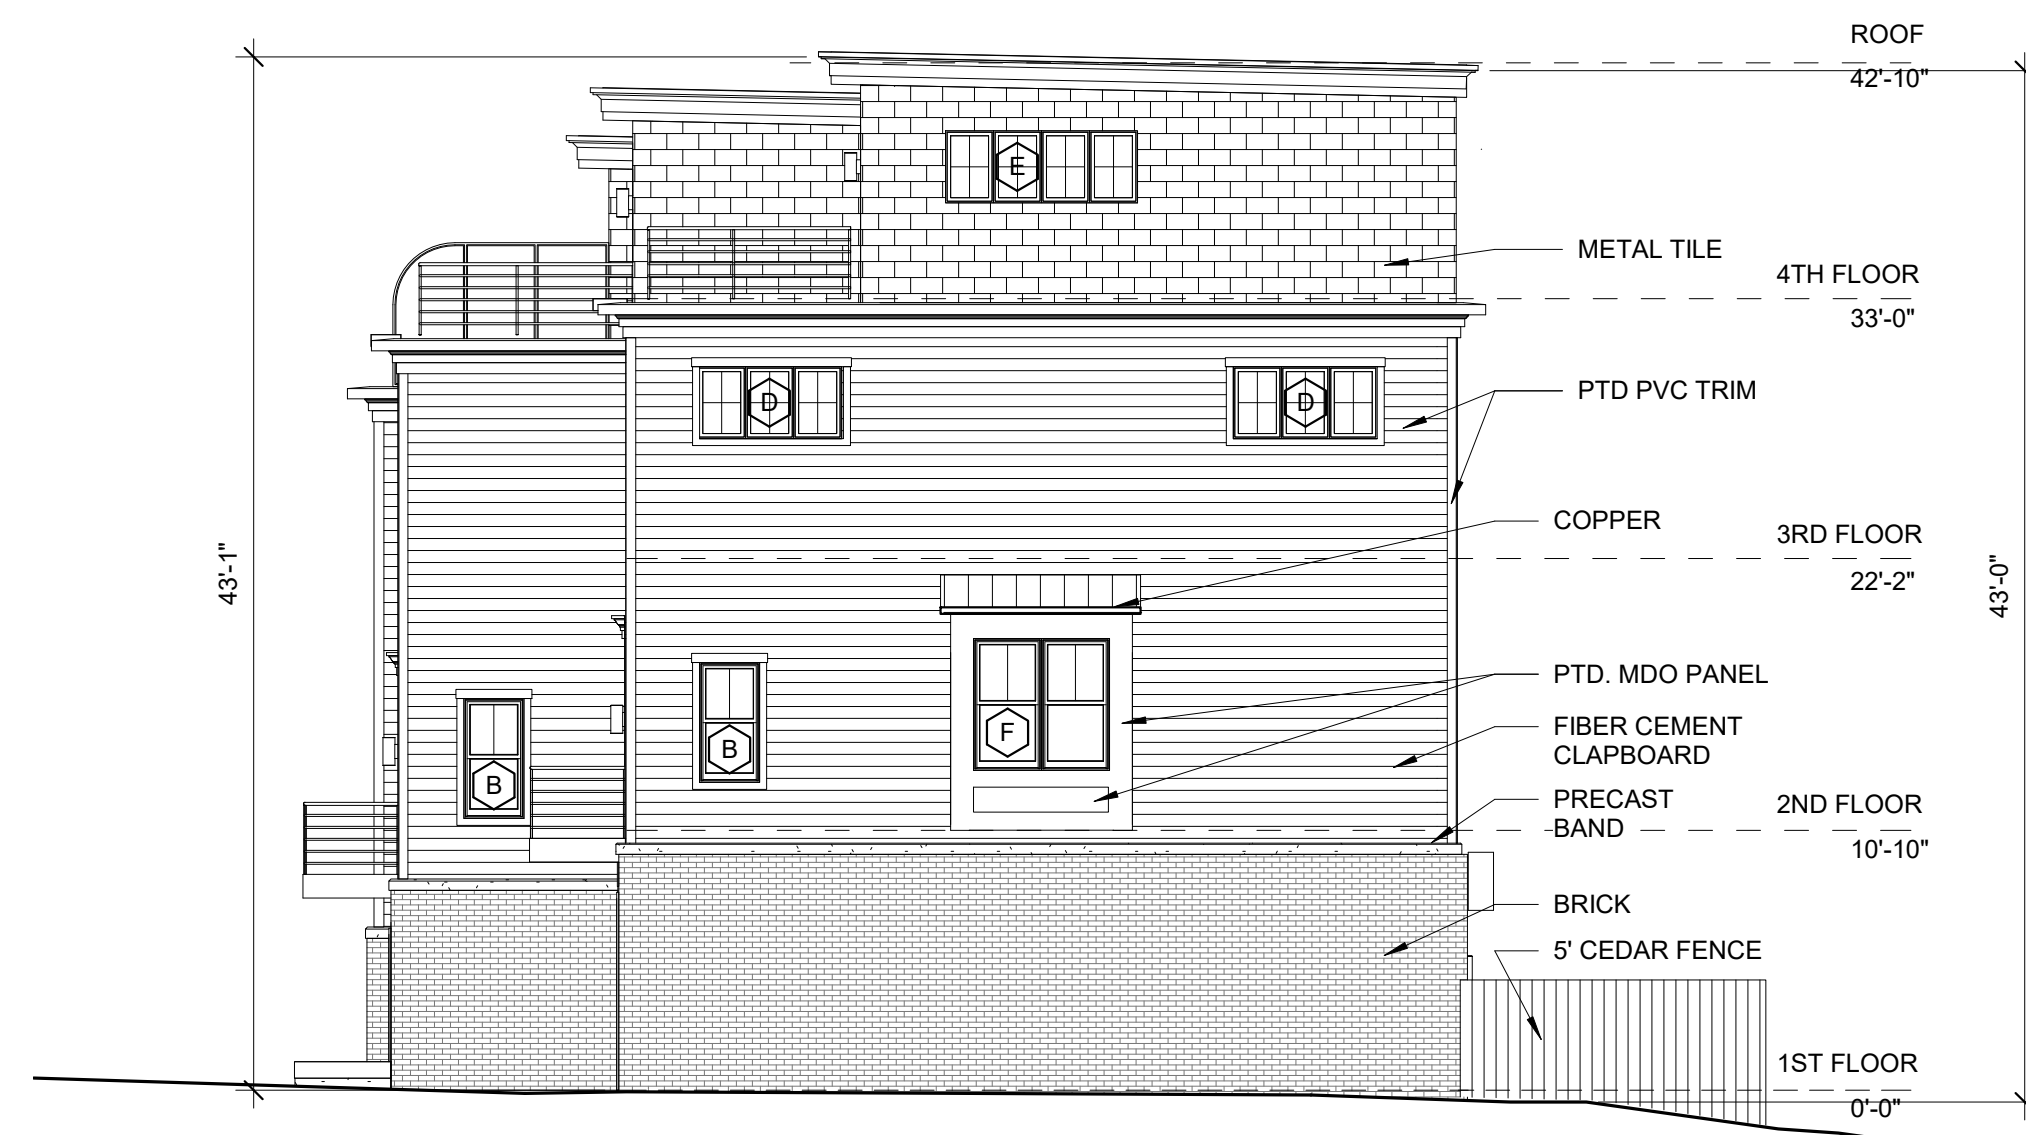 ROOF
42'-10"
E
METAL TILE
4TH FLOOR
33'-0"
D
D
PTD PVC TRIM
COPPER
3RD FLOOR
22'-2"
43'-1"
43'-0"
PTD. MDO PANEL
F
B
B
FIBER CEMENT
CLAPBOARD
PRECAST
BAND
2ND FLOOR
10'-10"
BRICK
5' CEDAR FENCE
1ST FLOOR
0'-0"